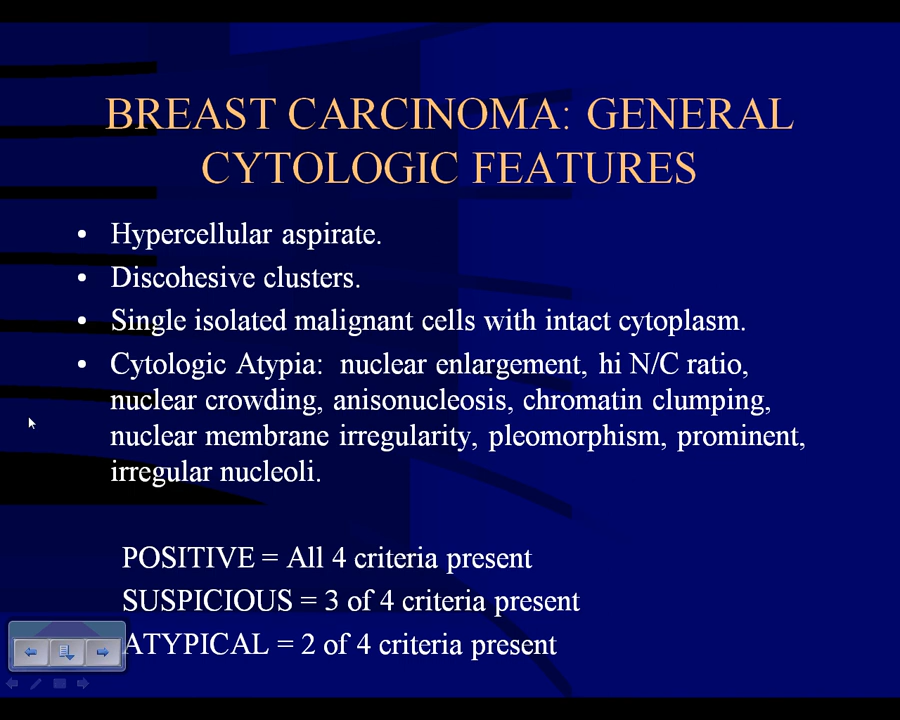 BREAST CARCINOMA: GENERAL
CYTOLOGIC FEATURES
• Hypercellular aspirate.
• Discohesive clusters.
• Single isolated malignant cells with intact cytoplasm.
• Cytologic Atypia: nuclear enlargement, hi N/C ratio,
nuclear crowding, anisonucleosis, chromatin clumping,
nuclear membrane irregularity, pleomorphism, prominent,
irregular nucleoli.
POSITIVE = All 4 criteria present
SUSPICIOUS = 3 of 4 criteria present
ATYPICAL = 2 of 4 criteria present